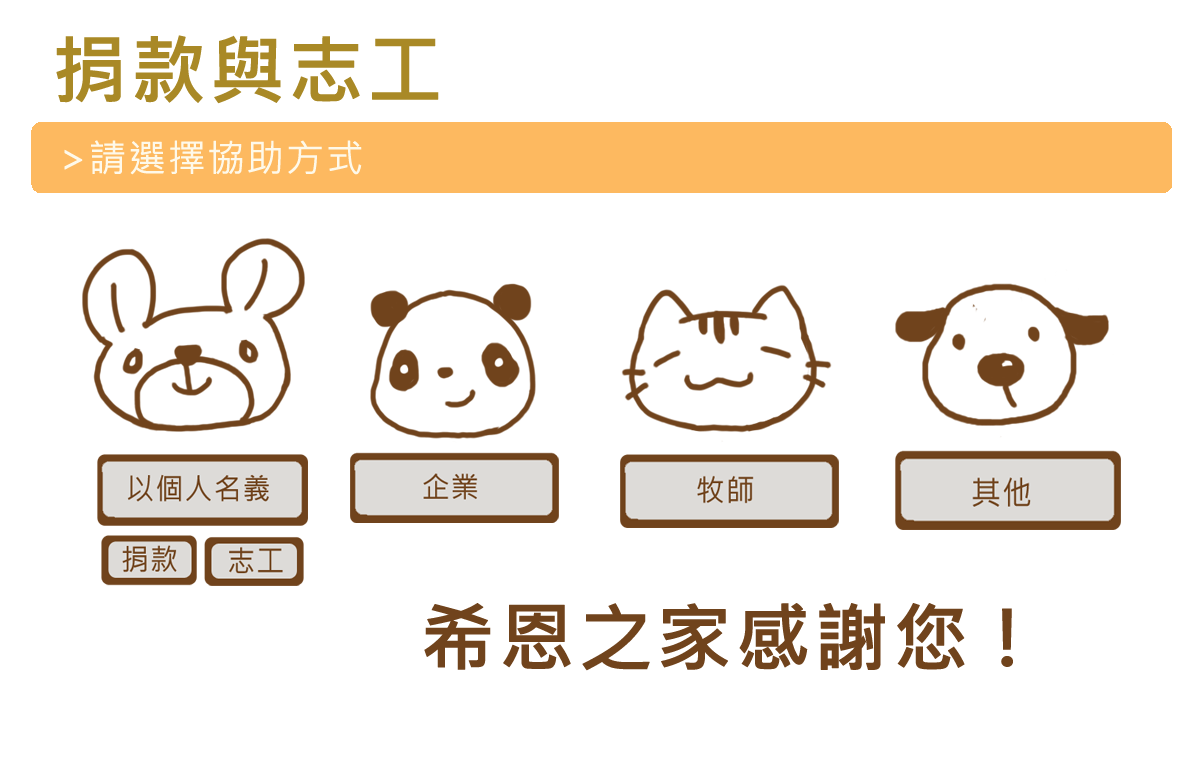 捐款與志工
>請選擇協助方式
以個人名義
企業
牧師
其他
捐款
志工
希恩之家感謝您！